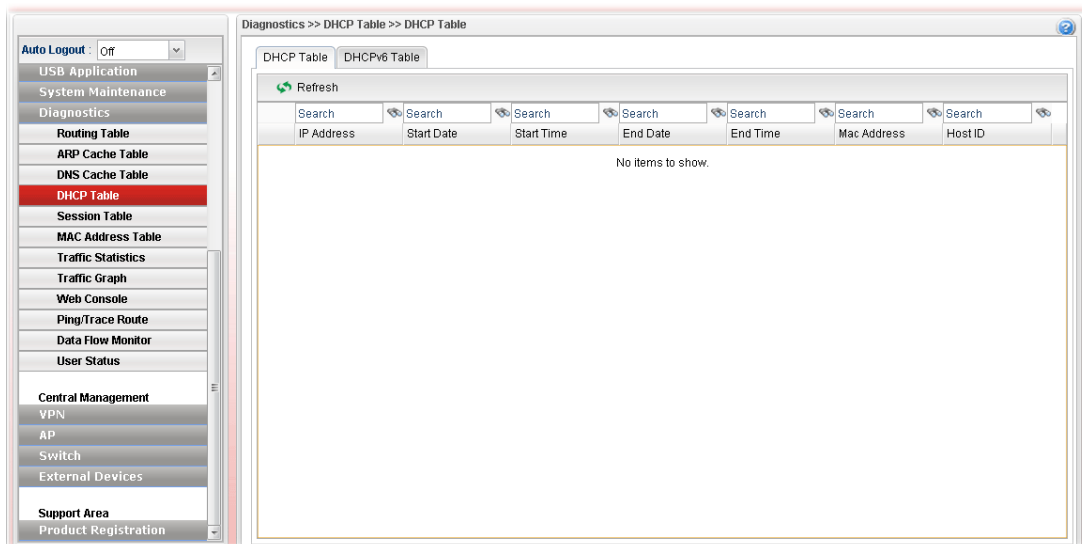 Diagnostics >> DHCP Table >> DHCP Table
Auto Logout : Off
USB Application
System Maintenance
Diagnostics
Routing Table
ARP Cache Table
DNS Cache Table
DHCP Table
Session Table
MAC Address Table
Traffic Statistics
Traffic Graph
Web Console
Ping/Trace Route
Data Flow Monitor
User Status
Central Management
VPN
AP
Switch
External Devices
Support Area
Product Registration
DHCP Table DHCPv6 Table
Refresh
Search Search Search Search Search Search Search
IP Address Start Date Start Time End Date End Time Mac Address Host ID
No items to show.